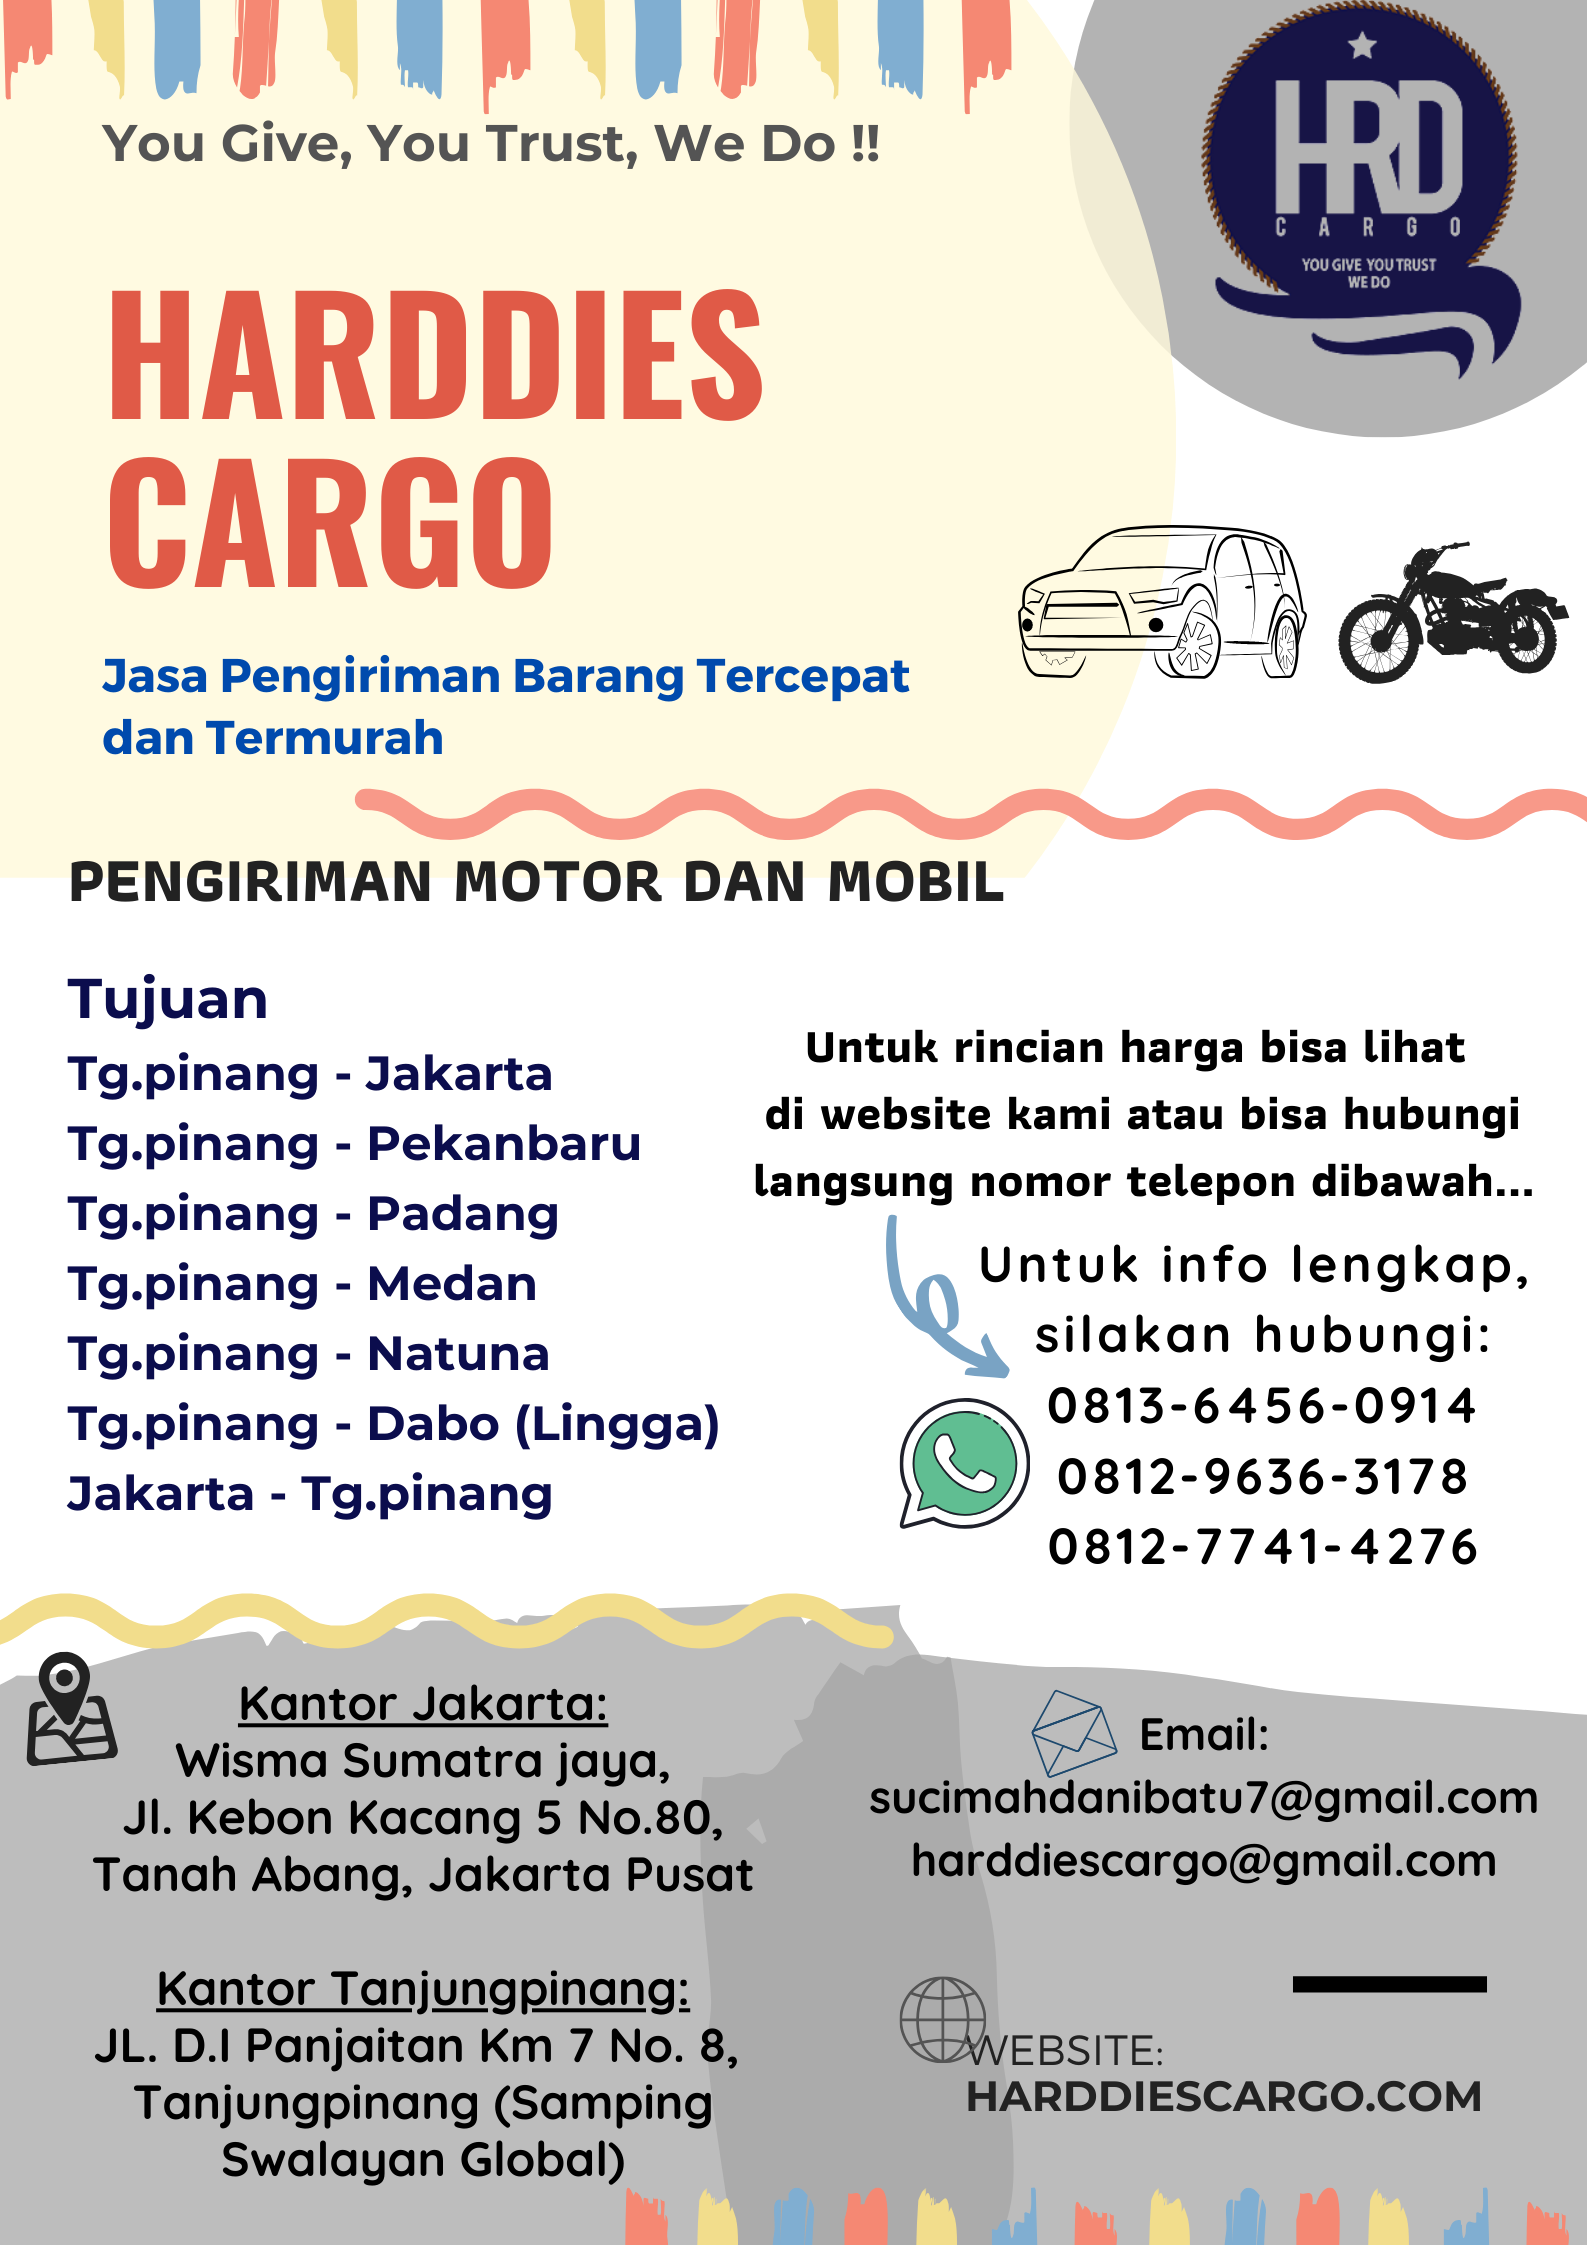 You Give, You Trust, We Do !!
HRD
CARGO
YOU GIVE YOU TRUST
WE DO
HARDDIES
CARGO
Jasa Pengiriman Barang Tercepat
dan Termurah
PENGIRIMAN MOTOR DAN MOBIL
Tujuan
Tg.pinang - Jakarta
Tg.pinang - Pekanbaru
Tg.pinang - Padang
Tg.pinang - Medan
Tg.pinang - Natuna
Tg.pinang - Dabo (Lingga)
Jakarta - Tg.pinang
Untuk rincian harga bisa lihat
di website kami atau bisa hubungi
langsung nomor telepon dibawah...
Untuk info lengkap,
silakan hubungi:
0813-6456-0914
0812-9636-3178
0812-7741-4276
Kantor Jakarta:
Wisma Sumatra jaya,
Jl. Kebon Kacang 5 No.80,
Tanah Abang, Jakarta Pusat
Kantor Tanjungpinang:
JL. D.I Panjaitan Km 7 No. 8,
Tanjungpinang (Samping
Swalayan Global)
Email:
sucimahdanibatu7@gmail.com
harddiescargo@gmail.com
WEBSITE:
HARDDIESCARGO.COM